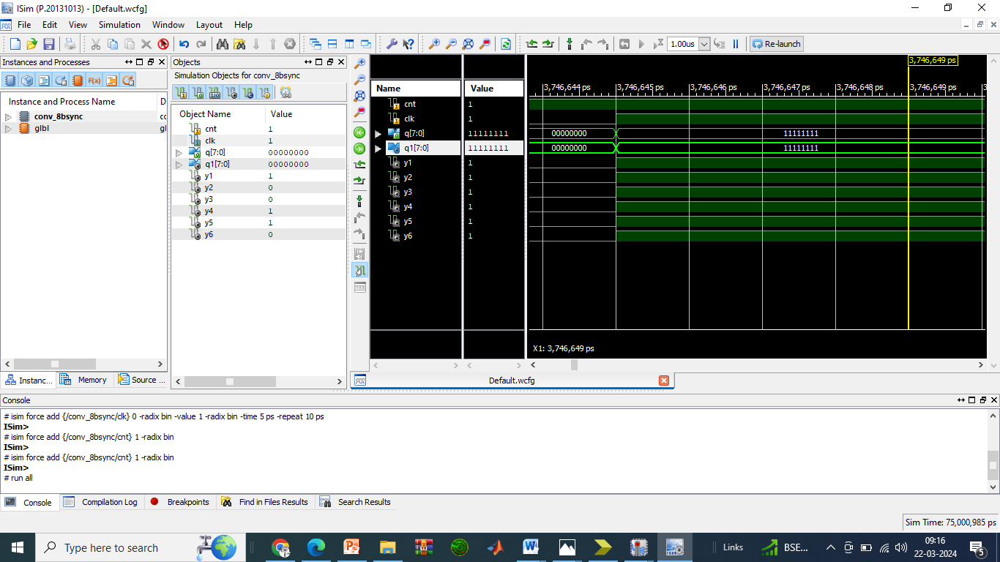 ISim (P.20131013) - [Default.wcfg]
File Edit View Simulation Window Layout Help
1.00us Re-launch
Instances and Processes
Instance and Process Name D
conv_8bsync cc
glbl gl
Instanc... Memory Source ...
Objects
Simulation Objects for conv_8bsync
Object Name Value
cnt 1
clk 1
q[7:0] 00000000
q1[7:0] 00000000
y1 1
y2 0
y3 0
y4 1
y5 1
y6 0
Name Value
cnt 1
clk 1
q[7:0] 11111111
q1[7:0] 11111111
y1 1
y2 1
y3 1
y4 1
y5 1
y6 1
3,746,649 ps
3,746,644 ps 3,746,645 ps 3,746,646 ps 3,746,647 ps 3,746,648 ps 3,746,649 ps 3
00000000 11111111
00000000 11111111
X1: 3,746,649 ps
Default.wcfg
Console
# isim force add {/conv_8bsync/clk} 0 -radix bin -value 1 -radix bin -time 5 ps -repeat 10 ps
ISim>
# isim force add {/conv_8bsync/cnt} 1 -radix bin
ISim>
# isim force add {/conv_8bsync/cnt} 1 -radix bin
ISim>
# run all
Console Compilation Log Breakpoints Find in Files Results Search Results
Sim Time: 75,000,985 ps
Type here to search Links BSE... 09:16
22-03-2024 5